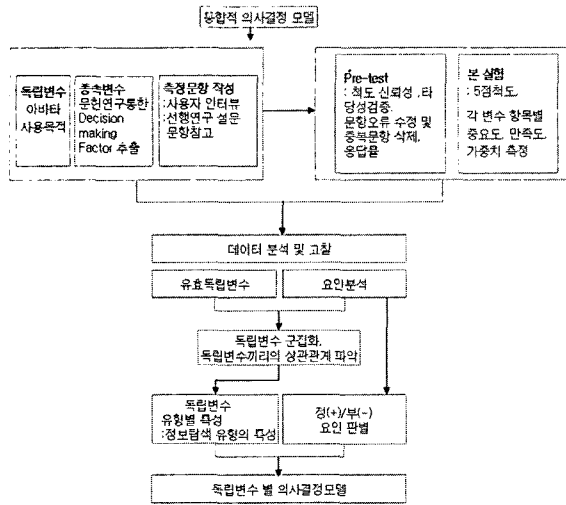 통합적 의사결정 모델
독립변수
아바타
사용목적
종속변수
문헌연구통한
Decision
making
Factor 추출
측정문항 작성
:사용자 인터뷰
:선행연구 설문
문항참고
Pre-test
: 척도 신뢰성 ,타
당성검증.
문항오류 수정 및
중복문항 삭제,
응답율
본 실험
: 5점척도.
각 변수 항목별
중요도, 만족도,
가중치 측정
데이터 분석 및 고찰
유효독립변수
요인분석
독립변수 군집화,
독립변수끼리의 상관관계 파악
독립변수
유형별 특성
:정보탐색 유형의 특성
정(+)/부(-)
요인 판별
독립변수 별 의사결정모델